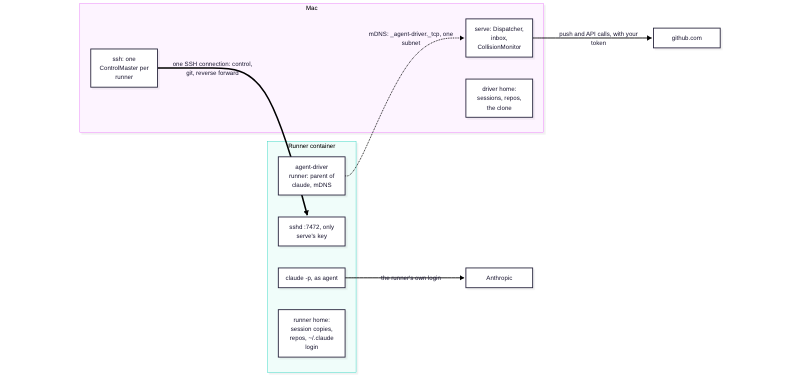 Mac
mDNS: _agent-driver._tcp, one
subnet
serve: Dispatcher,
inbox,
CollisionMonitor
push and API calls, with your
token
github.com
ssh: one
ControlMaster per
runner
one SSH connection: control,
git, reverse forward
driver home:
sessions, repos,
the clone
Runner container
agent-driver
runner: parent of
claude, mDNS
sshd :7472, only
serve's key
claude -p, as agent
the runner's own login
Anthropic
runner home:
session copies,
repos, ~/.claude
login